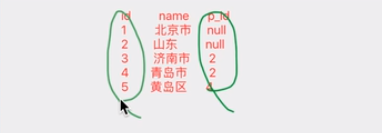 id name p_id
1 北京市 null
2 山东 null
3 济南市 2
4 青岛市 2
5 黄岛区 4